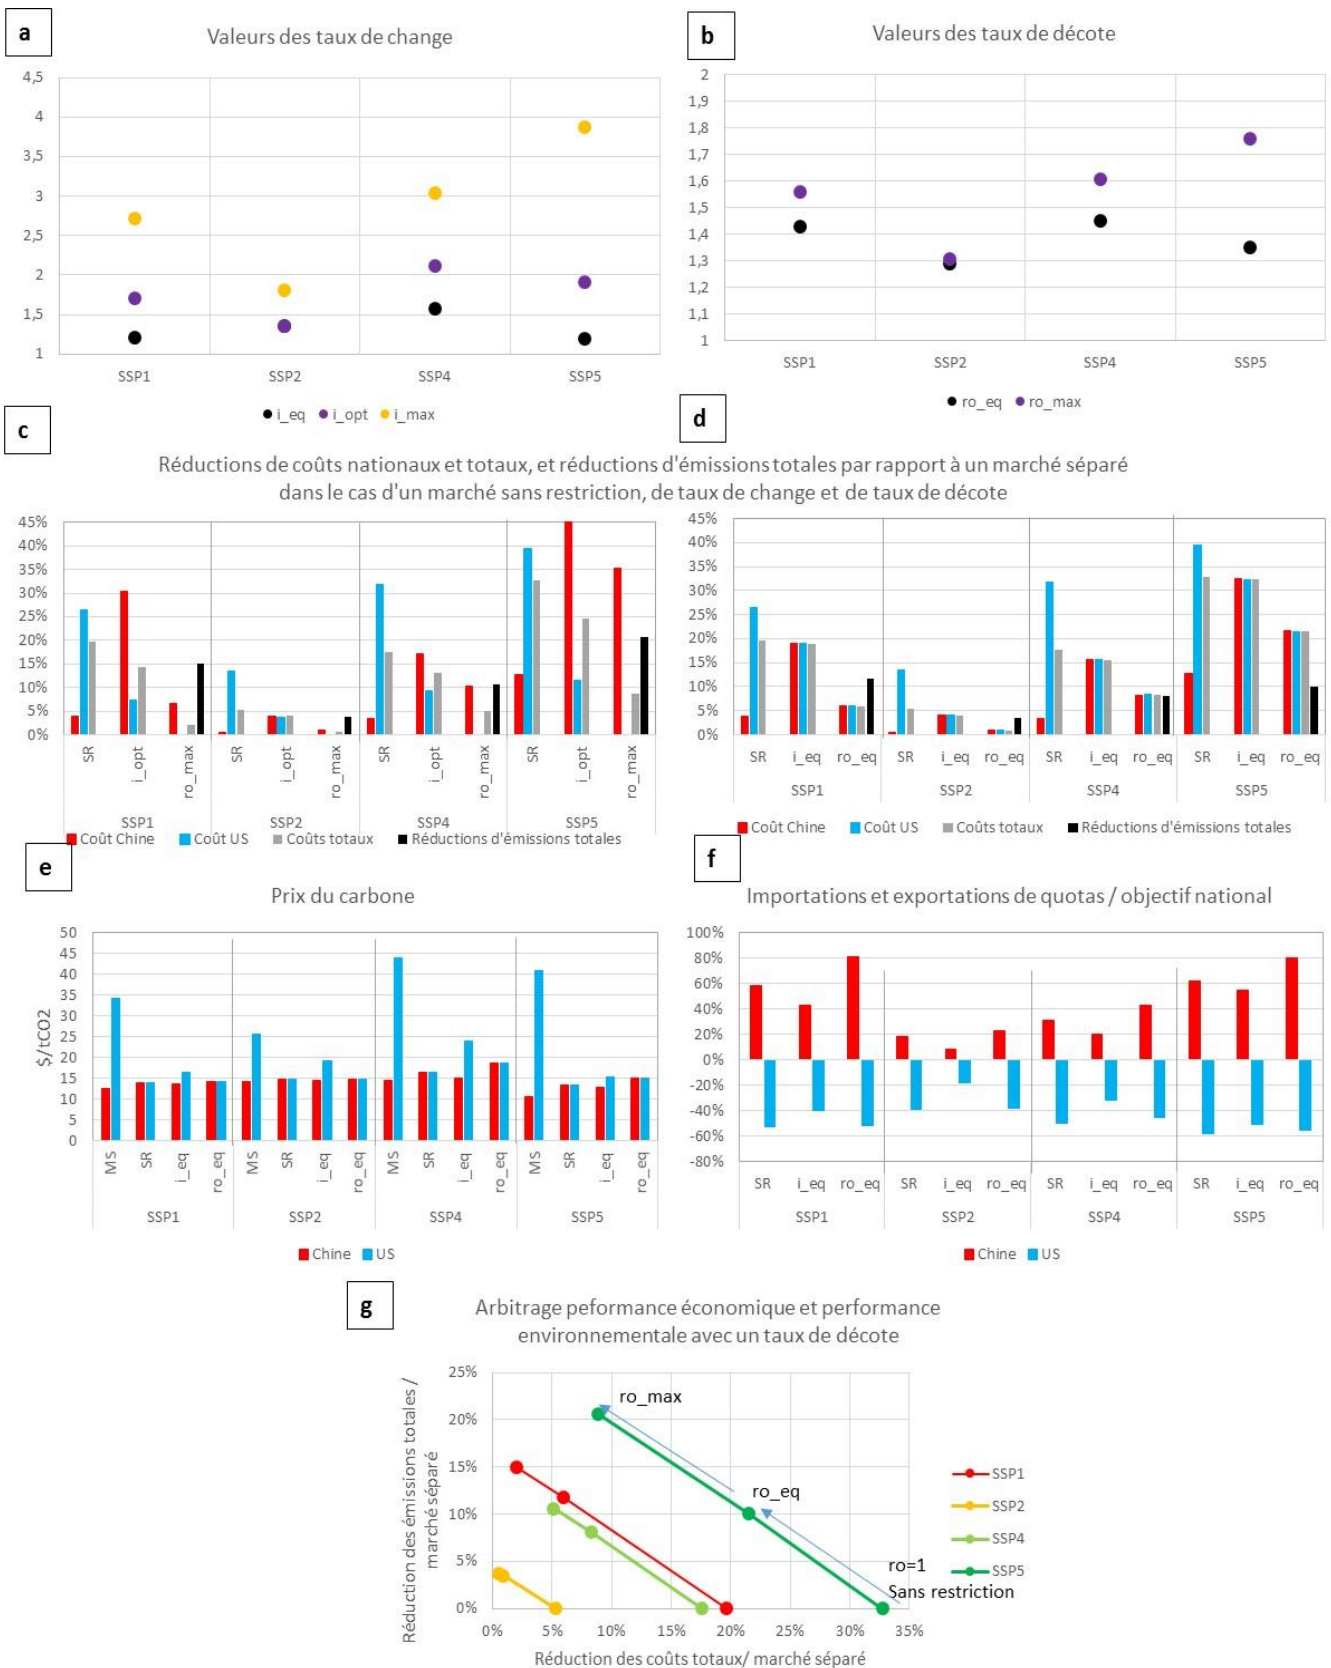 a
Valeurs des taux de change
4,5
4
3,5
3
2,5
2
1,5
1
SSP1 SSP2 SSP4 SSP5
i_eq i_opt i_max
b
Valeurs des taux de décote
2
1,9
1,8
1,7
1,6
1,5
1,4
1,3
1,2
1,1
1
SSP1 SSP2 SSP4 SSP5
ro_eq ro_max
c
d
Réductions de coûts nationaux et totaux, et réductions d'émissions totales par rapport à un marché séparé
dans le cas d'un marché sans restriction, de taux de change et de taux de décote
45%
40%
35%
30%
25%
20%
15%
10%
5%
0%
SR i_opt ro_max SR i_opt ro_max SR i_opt ro_max SR i_opt ro_max
SSP1 SSP2 SSP4 SSP5
Coût Chine Coût US Coûts totaux Réductions d'émissions totales
45%
40%
35%
30%
25%
20%
15%
10%
5%
0%
SR i_eq ro_eq SR i_eq ro_eq SR i_eq ro_eq SR i_eq ro_eq
SSP1 SSP2 SSP4 SSP5
Coût Chine Coût US Coûts totaux Réductions d'émissions totales
e
Prix du carbone
$/tCO2
50
45
40
35
30
25
20
15
10
5
0
MS SR i_eq ro_eq MS SR i_eq ro_eq MS SR i_eq ro_eq MS SR i_eq ro_eq
SSP1 SSP2 SSP4 SSP5
Chine US
f
Importations et exportations de quotas / objectif national
100%
80%
60%
40%
20%
0%
-20%
-40%
-60%
-80%
SR i_eq ro_eq SR i_eq ro_eq SR i_eq ro_eq SR i_eq ro_eq
SSP1 SSP2 SSP4 SSP5
Chine US
g
Arbitrage peformance économique et performance
environnementale avec un taux de décote
Réduction des émissions totales /
marché séparé
25%
20%
15%
10%
5%
0%
ro_max
ro_eq
ro=1
Sans restriction
SSP1
SSP2
SSP4
SSP5
0% 5% 10% 15% 20% 25% 30% 35%
Réduction des coûts totaux/ marché séparé